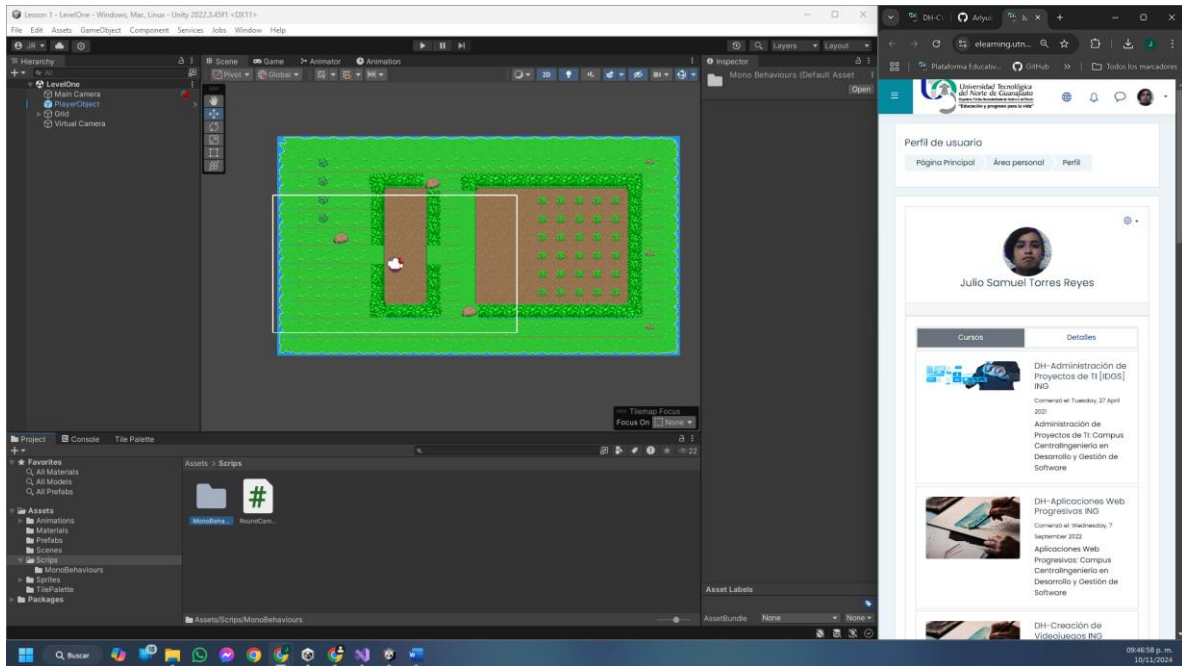 Lesson 1 - LevelOne - Windows, Mac, Linux - Unity 2022.3.45f1 <DX11>
File Edit Assets GameObject Component Services Jobs Window Help
JR
Layers Layout
Hierarchy
All
LevelOne
Main Camera
PlayerObject
Grid
Virtual Camera
Scene Game Animator Animation
Pivot Global 2D
Tilemap Focus
Focus On None
Inspector
Mono Behaviours (Default Asset
Open
Asset Labels
AssetBundle None None
Project Console Tile Palette
22
Favorites
All Materials
All Models
All Prefabs
Assets
Animations
Materials
Prefabs
Scenes
Scrips
MonoBehaviours
Sprites
TilePalette
Packages
Assets > Scrips
MonoBeha... RoundCam...
Assets/Scrips/MonoBehaviours
elearning.utn...
Plataforma Educativ... GitHub Todos los marcadores
Universidad Tecnológica
del Norte de Guanajuato
"Educación y progreso para la vida"
Perfil de usuario
Página Principal Área personal Perfil
Julio Samuel Torres Reyes
Cursos Detalles
DH-Administración de
Proyectos de TI [IDGS]
ING
Comenzó el: Tuesday, 27 April
2021
Administración de
Proyectos de TI: Campus
CentralIngeniería en
Desarrollo y Gestión de
Software
DH-Aplicaciones Web
Progresivas ING
Comenzó el: Wednesday, 7
September 2022
Aplicaciones Web
Progresivas: Campus
CentralIngeniería en
Desarrollo y Gestión de
Software
DH-Creación de
Videojuegos ING
Buscar
09:46:58 p. m.
10/11/2024